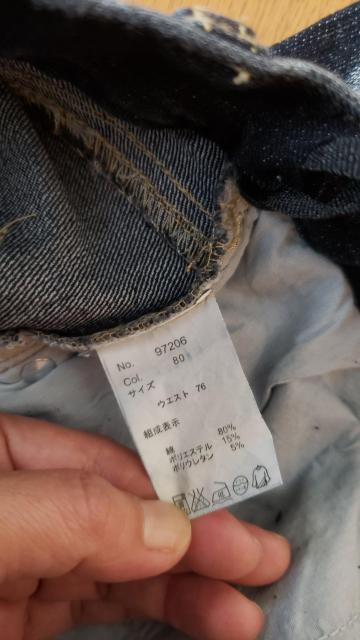 No. 97206
Col. 80
サイズ
ウエスト 76
組成表示
綿 80%
ポリエステル 15%
ポリウレタン 5%